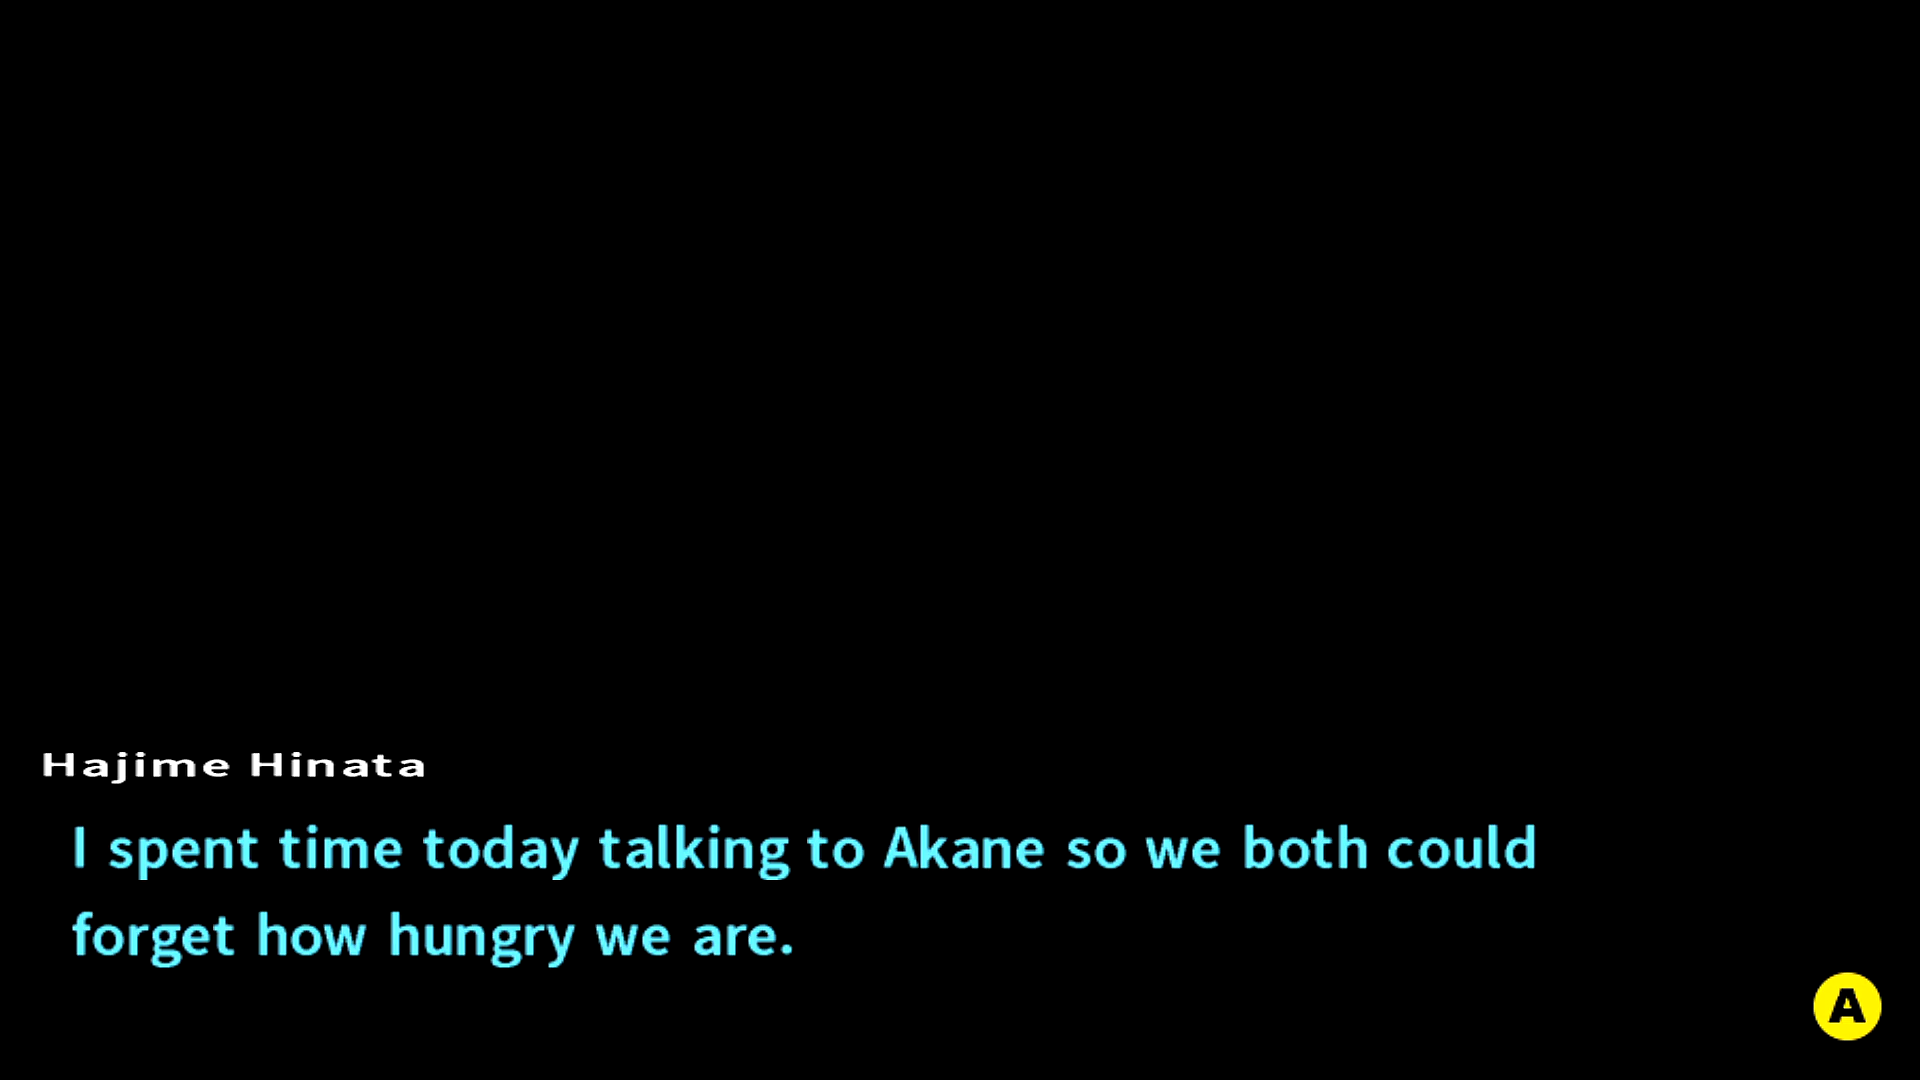 Hajime Hinata
I spent time today talking to Akane so we both could
forget how hungry we are.
A